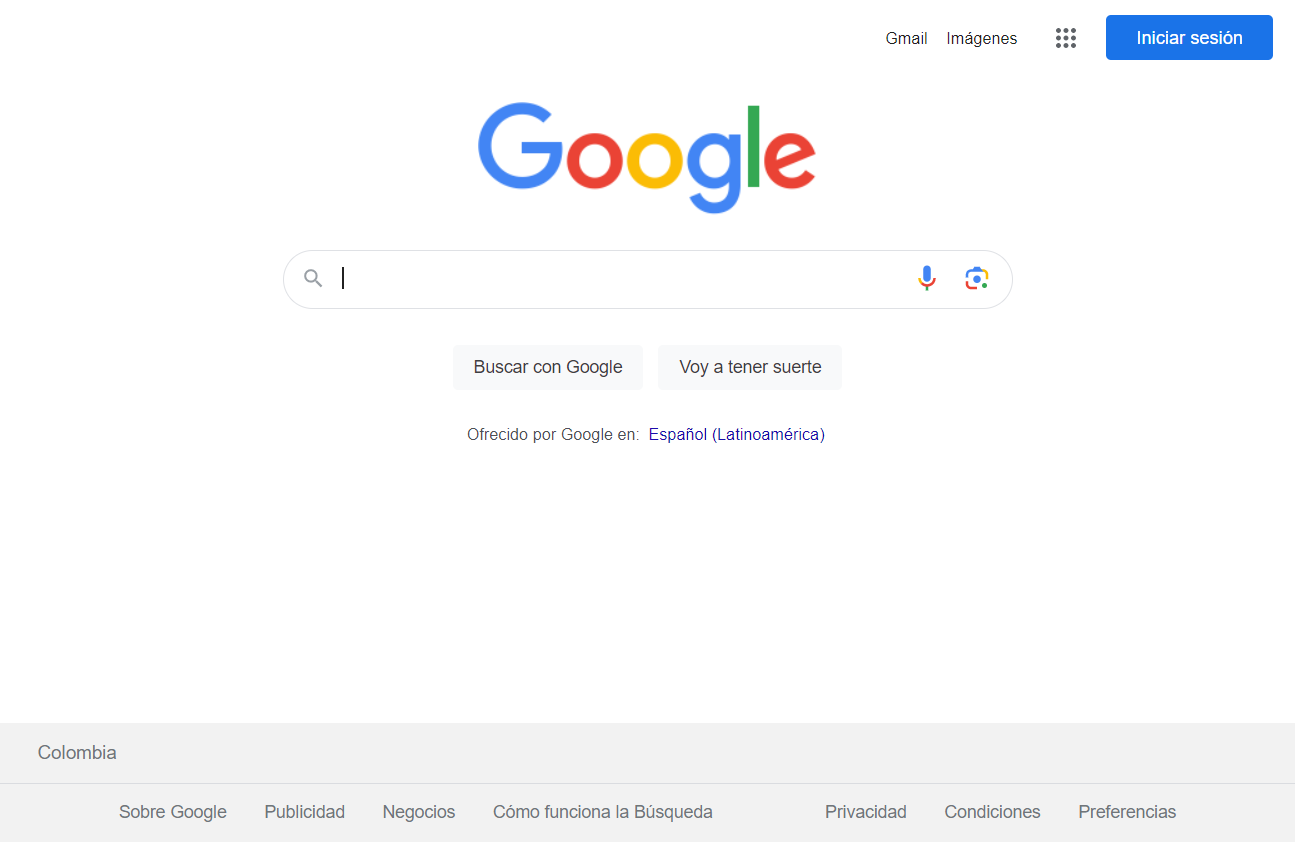 Gmail Imágenes Iniciar sesión
Google
Buscar con Google Voy a tener suerte
Ofrecido por Google en: Español (Latinoamérica)
Colombia
Sobre Google Publicidad Negocios Cómo funciona la Búsqueda Privacidad Condiciones Preferencias